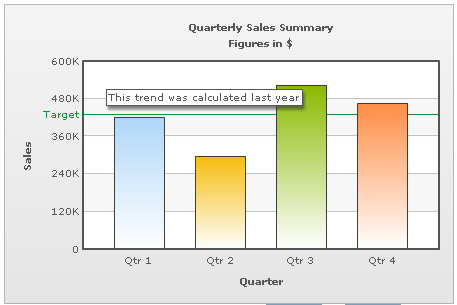 Quarterly Sales Summary
Figures in $
600K
This trend was calculated last year
480K
Target
360K
Sales
240K
120K
0
Qtr 1 Qtr 2 Qtr 3 Qtr 4
Quarter